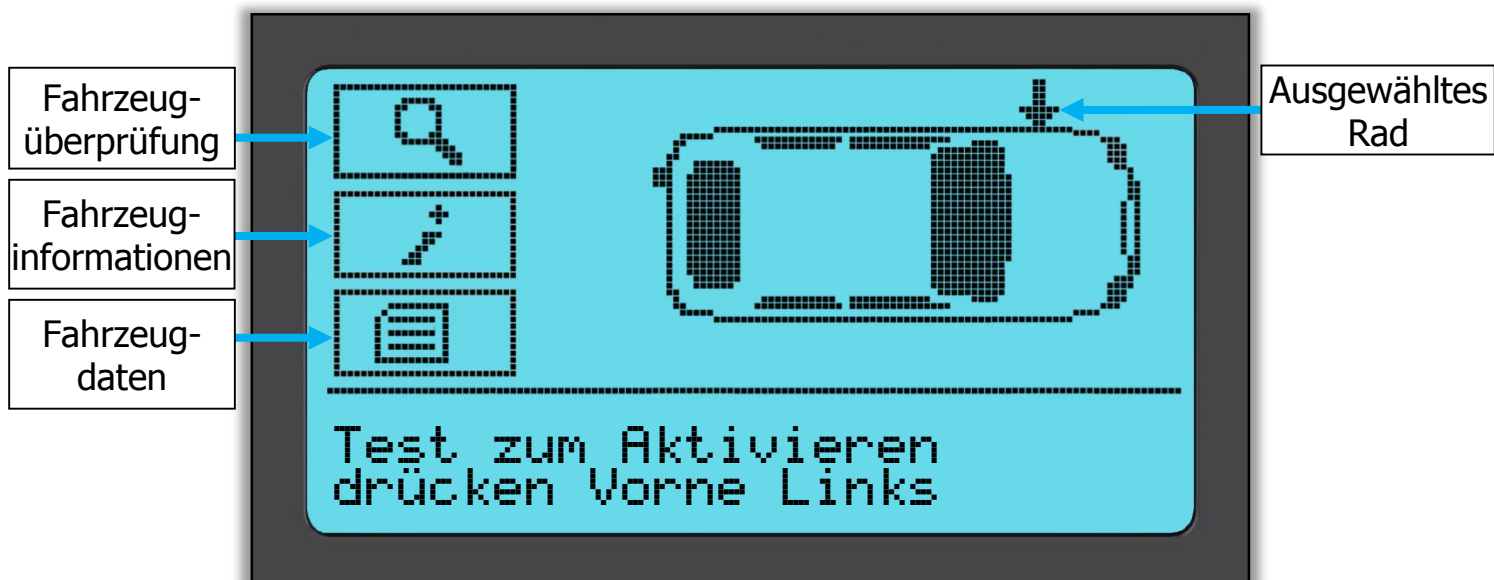 Fahrzeug-
überprüfung
Fahrzeug-
informationen
Fahrzeug-
daten
Ausgewähltes
Rad
Test zum Aktivieren
drücken Vorne Links